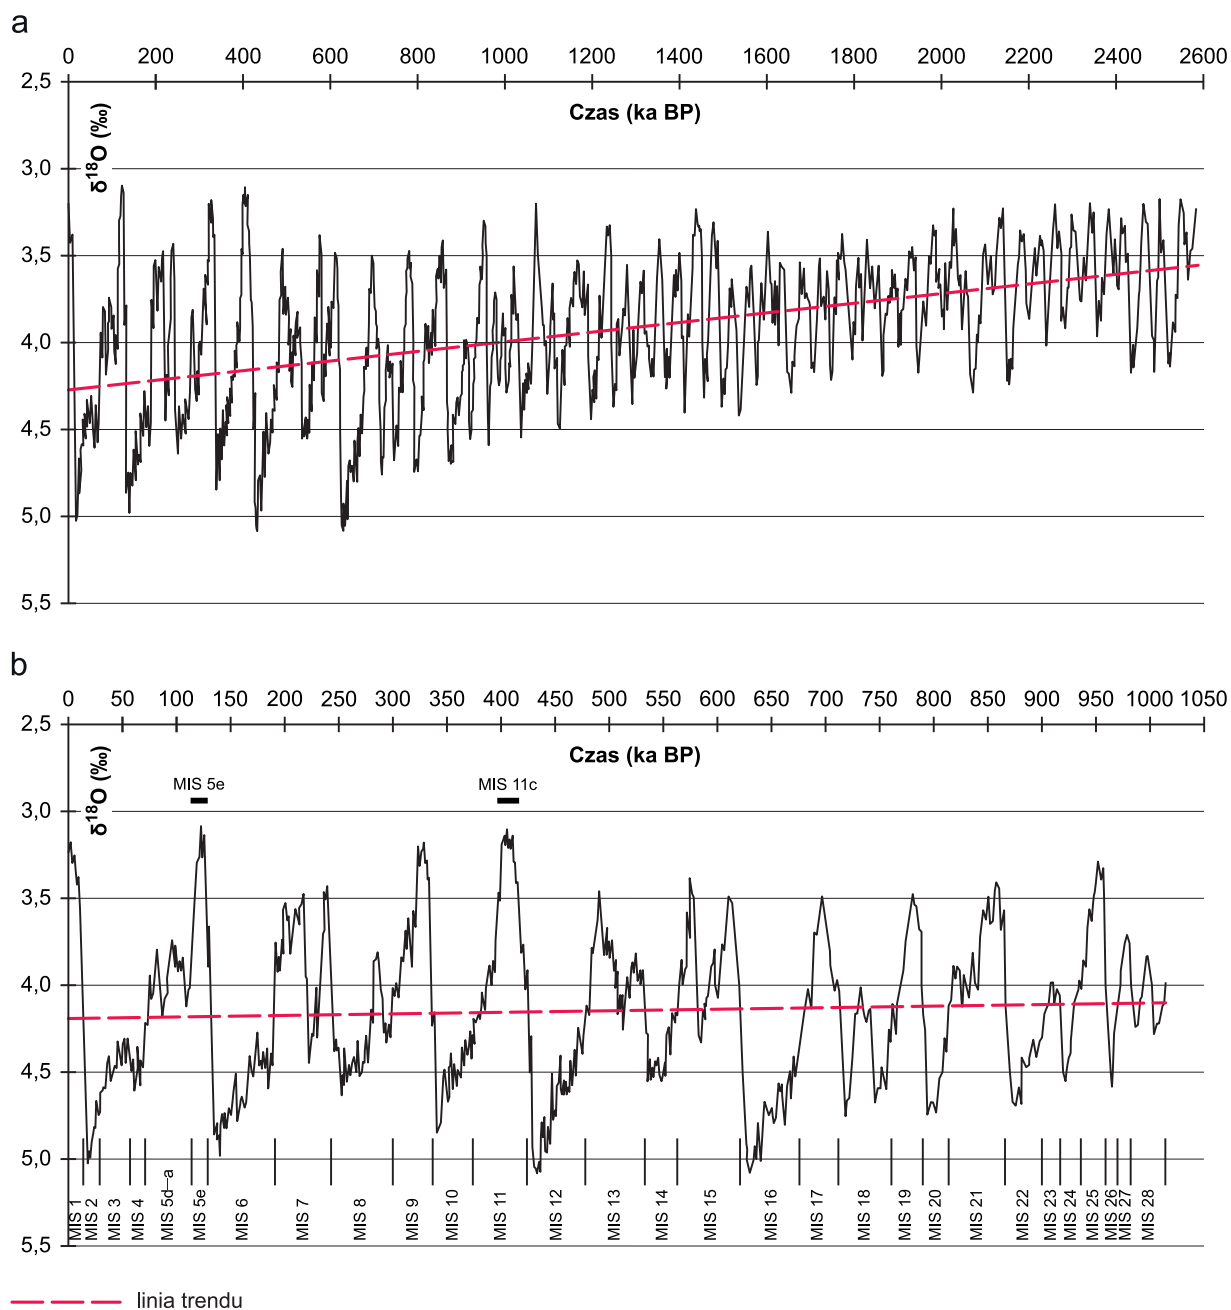 a
0 200 400 600 800 1000 1200 1400 1600 1800 2000 2200 2400 2600
Czas (ka BP)
δ¹⁸O (‰)
2,5
3,0
3,5
4,0
4,5
5,0
5,5
b
0 50 100 150 200 250 300 350 400 450 500 550 600 650 700 750 800 850 900 950 1000 1050
Czas (ka BP)
δ¹⁸O (‰)
MIS 5e MIS 11c
2,5
3,0
3,5
4,0
4,5
5,0
5,5
MIS 1
MIS 2
MIS 3
MIS 4
MIS 5d–a
MIS 5e
MIS 6
MIS 7
MIS 8
MIS 9
MIS 10
MIS 11
MIS 12
MIS 13
MIS 14
MIS 15
MIS 16
MIS 17
MIS 18
MIS 19
MIS 20
MIS 21
MIS 22
MIS 23
MIS 24
MIS 25
MIS 26
MIS 27
MIS 28
linia trendu